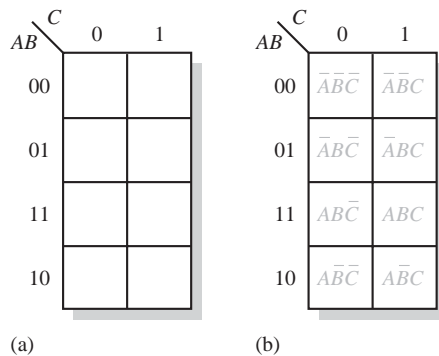 C C
AB 0 1 AB 0 1
00 00 A̅B̅C̅ A̅B̅C
01 01 A̅BC̅ A̅BC
11 11 ABC̅ ABC
10 10 AB̅C̅ AB̅C
(a) (b)